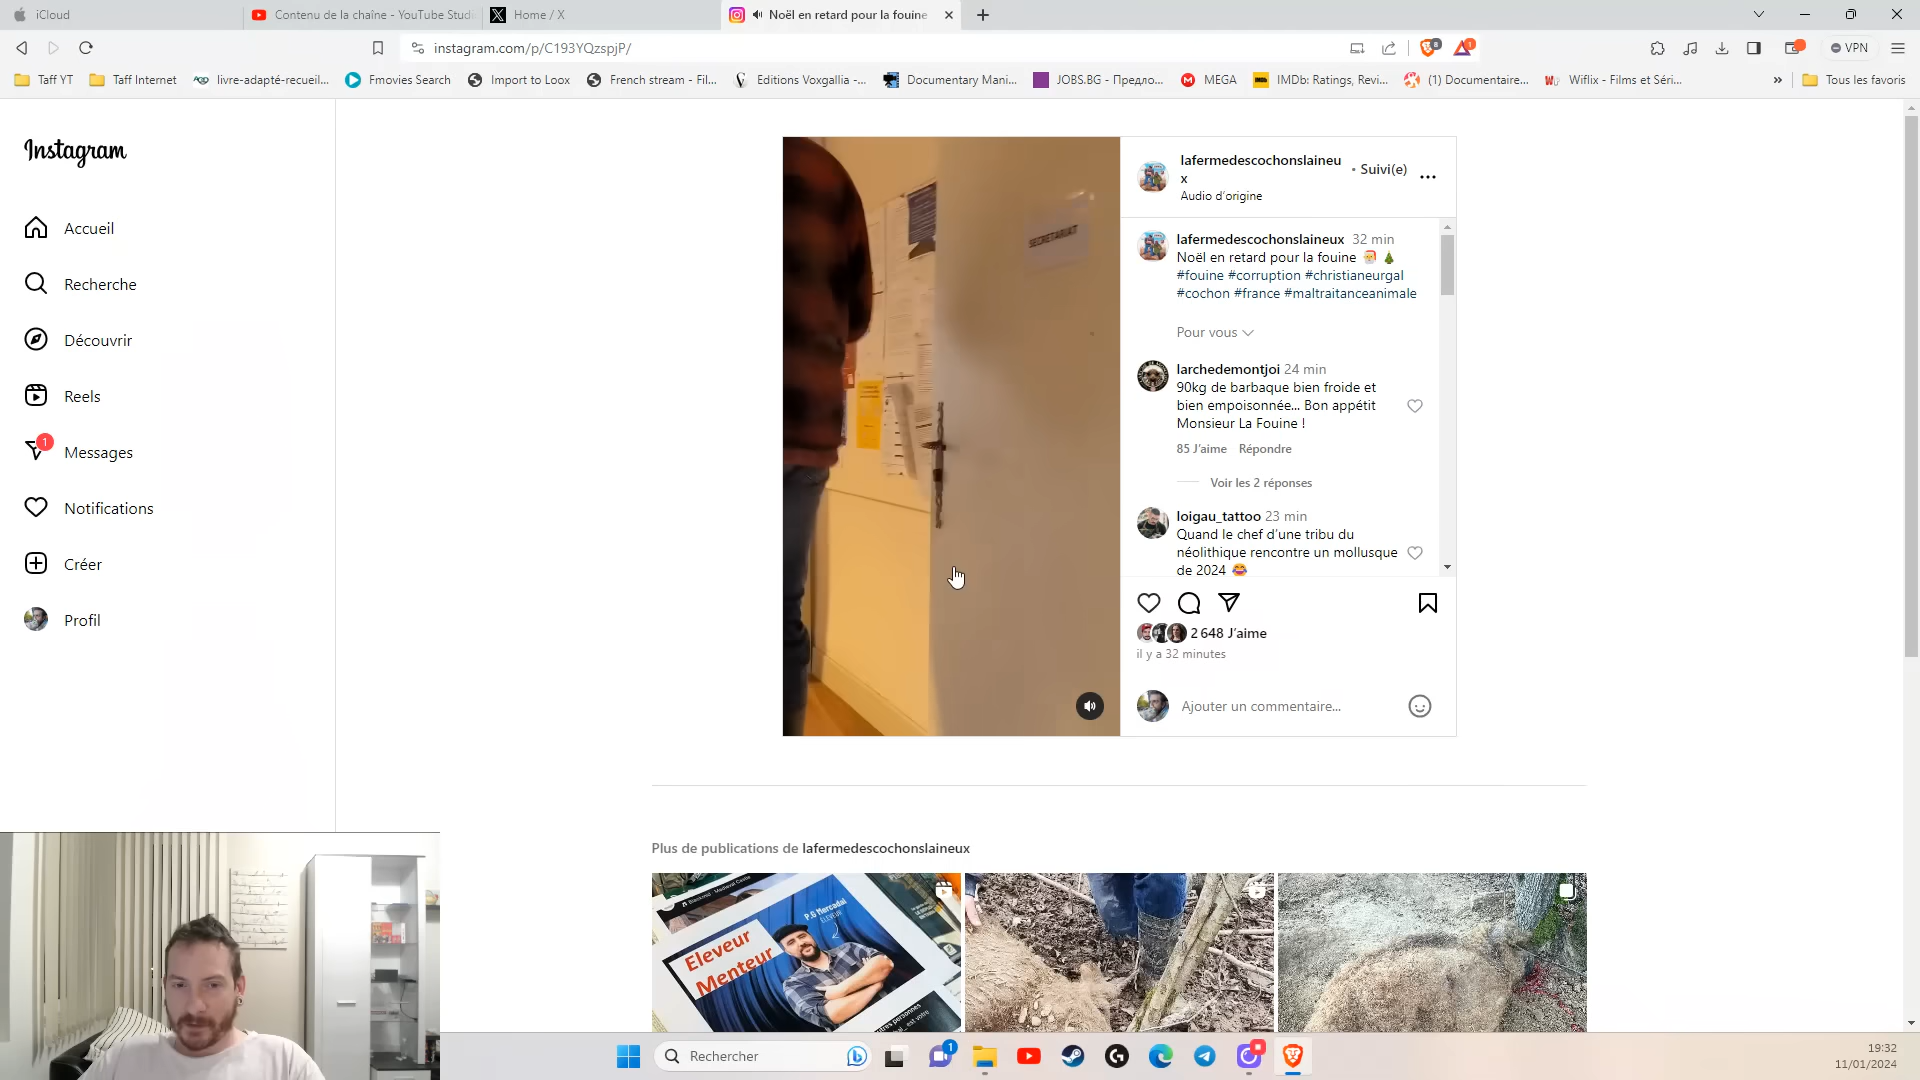 iCloud
Contenu de la chaîne - YouTube Studi
Home / X
Noël en retard pour la fouine
instagram.com/p/C193YQzspjP/
8
1
VPN
Taff YT
Taff Internet
livre-adapté-recueil...
Fmovies Search
Import to Loox
French stream - Fil...
Editions Voxgallia -...
Documentary Mani...
JOBS.BG - Предло...
MEGA
IMDb: Ratings, Revi...
(1) Documentaire...
Wiflix - Films et Séri...
»
Tous les favoris
Instagram
Accueil
Recherche
Découvrir
Reels
1
Messages
Notifications
Créer
Profil
SECRETARIAT
lafermedescochonslaineu
x
• Suivi(e)
Audio d’origine
lafermedescochonslaineux 32 min
Noël en retard pour la fouine 🎅 🎄
#fouine #corruption #christianeurgal
#cochon #france #maltraitanceanimale
Pour vous
larchedemontjoi 24 min
90kg de barbaque bien froide et
bien empoisonnée... Bon appétit
Monsieur La Fouine !
85 J’aime Répondre
Voir les 2 réponses
loigau_tattoo 23 min
Quand le chef d’une tribu du
néolithique rencontre un mollusque
de 2024 😂
2 648 J’aime
il y a 32 minutes
Ajouter un commentaire...
Plus de publications de lafermedescochonslaineux
P.G Mercadal
ELEVEUR
Eleveur
Menteur
Rechercher
1
19:32
11/01/2024